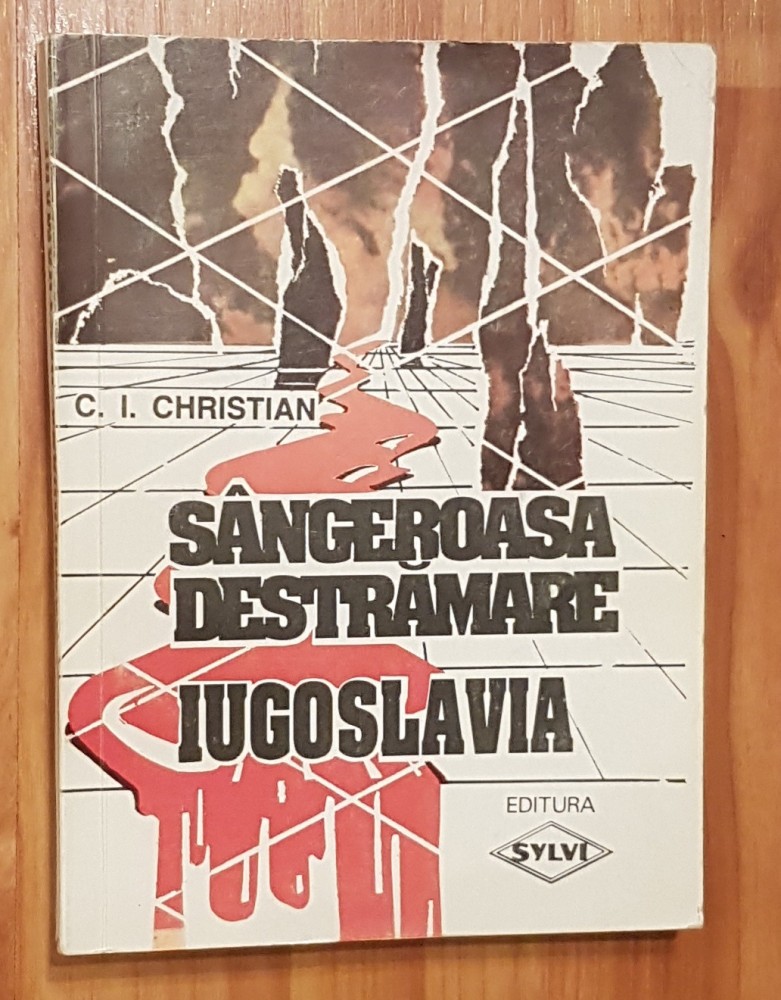 C. I. CHRISTIAN
SÂNGEROASA
DESTRĂMARE
IUGOSLAVIA
EDITURA
SYLVI